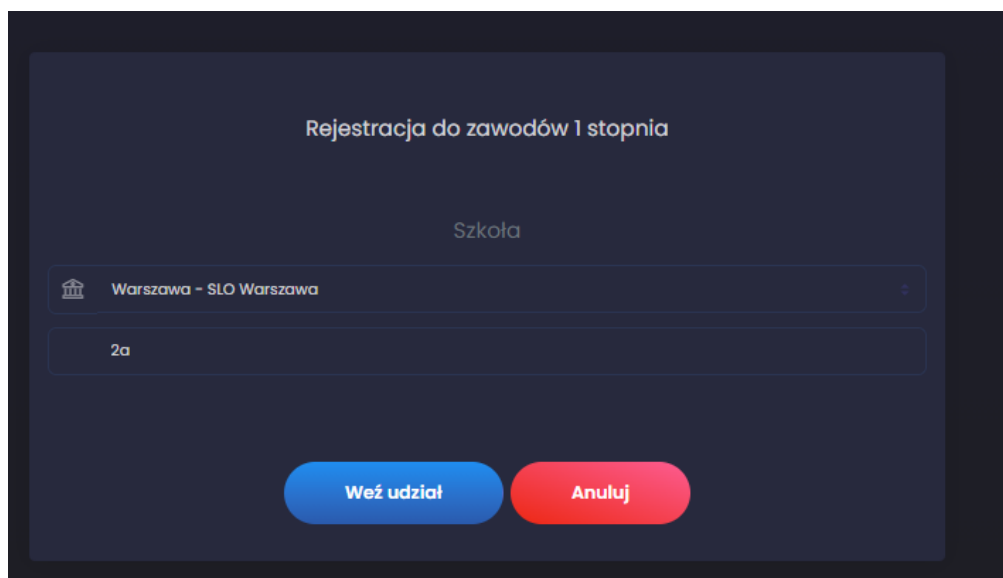 Rejestracja do zawodów 1 stopnia
Szkoła
Warszawa - SLO Warszawa
2a
Weź udział
Anuluj